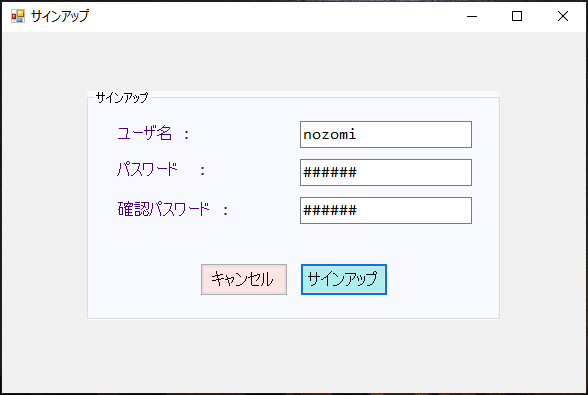 サインアップ
サインアップ
ユーザ名 : nozomi
パスワード : ######
確認パスワード : ######
キャンセル サインアップ